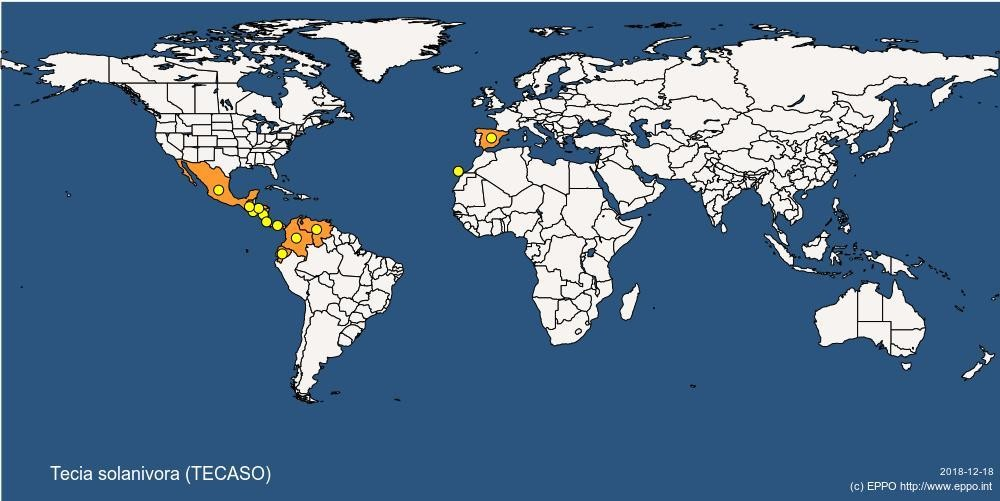 Tecia solanivora (TECASO)
2018-12-18
(c) EPPO http://www.eppo.int